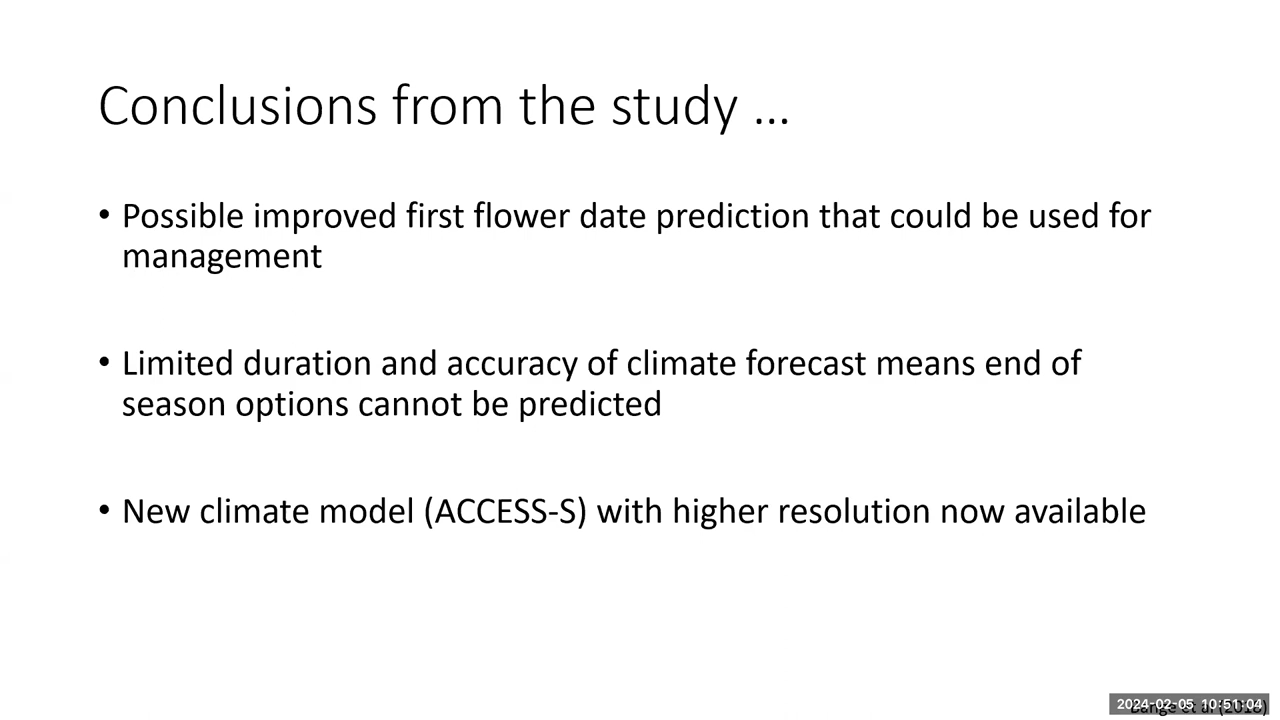 Conclusions from the study ...
• Possible improved first flower date prediction that could be used for
management
• Limited duration and accuracy of climate forecast means end of
season options cannot be predicted
• New climate model (ACCESS-S) with higher resolution now available
2024-02-05 10:51:04